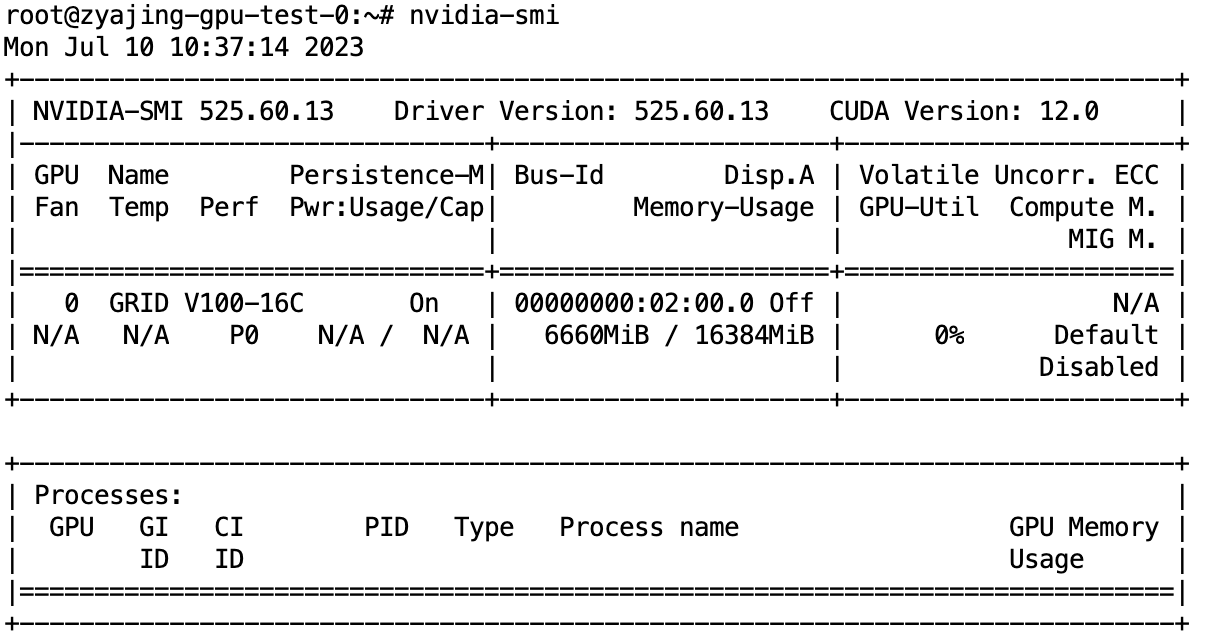 root@zyajing-gpu-test-0:~# nvidia-smi
Mon Jul 10 10:37:14 2023
+-----------------------------------------------------------------------------+
| NVIDIA-SMI 525.60.13    Driver Version: 525.60.13    CUDA Version: 12.0     |
|-------------------------------+----------------------+----------------------+
| GPU  Name        Persistence-M| Bus-Id        Disp.A | Volatile Uncorr. ECC |
| Fan  Temp  Perf  Pwr:Usage/Cap|         Memory-Usage | GPU-Util  Compute M. |
|                               |                      |               MIG M. |
|===============================+======================+======================|
|   0  GRID V100-16C       On   | 00000000:02:00.0 Off |                  N/A |
| N/A   N/A    P0    N/A /  N/A |   6660MiB / 16384MiB |      0%      Default |
|                               |                      |             Disabled |
+-------------------------------+----------------------+----------------------+

+-----------------------------------------------------------------------------+
| Processes:                                                                  |
|  GPU   GI   CI        PID   Type   Process name                  GPU Memory |
|        ID   ID                                                   Usage      |
|=============================================================================|
+-----------------------------------------------------------------------------+